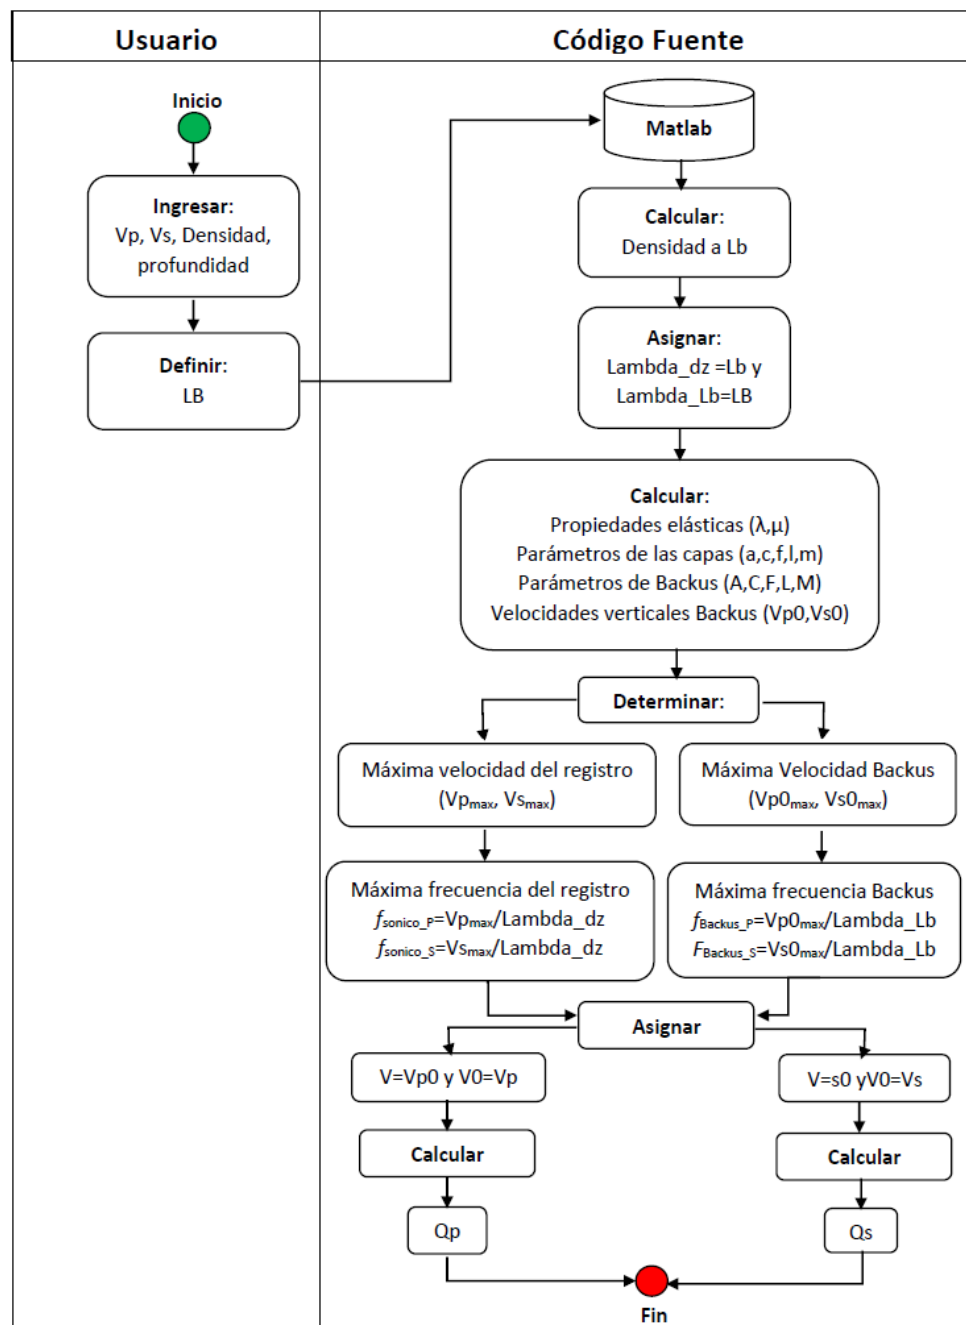 Usuario
Código Fuente
Inicio
Ingresar:
Vp, Vs, Densidad,
profundidad
Definir:
LB
Matlab
Calcular:
Densidad a Lb
Asignar:
Lambda_dz =Lb y
Lambda_Lb=LB
Calcular:
Propiedades elásticas (λ,μ)
Parámetros de las capas (a,c,f,l,m)
Parámetros de Backus (A,C,F,L,M)
Velocidades verticales Backus (Vp0,Vs0)
Determinar:
Máxima velocidad del registro
(Vpmax, Vsmax)
Máxima Velocidad Backus
(Vp0max, Vs0max)
Máxima frecuencia del registro
fsonico_P=Vpmax/Lambda_dz
fsonico_S=Vsmax/Lambda_dz
Máxima frecuencia Backus
fBackus_P=Vp0max/Lambda_Lb
FBackus_S=Vs0max/Lambda_Lb
Asignar
V=Vp0 y V0=Vp
V=s0 yV0=Vs
Calcular
Calcular
Qp
Qs
Fin